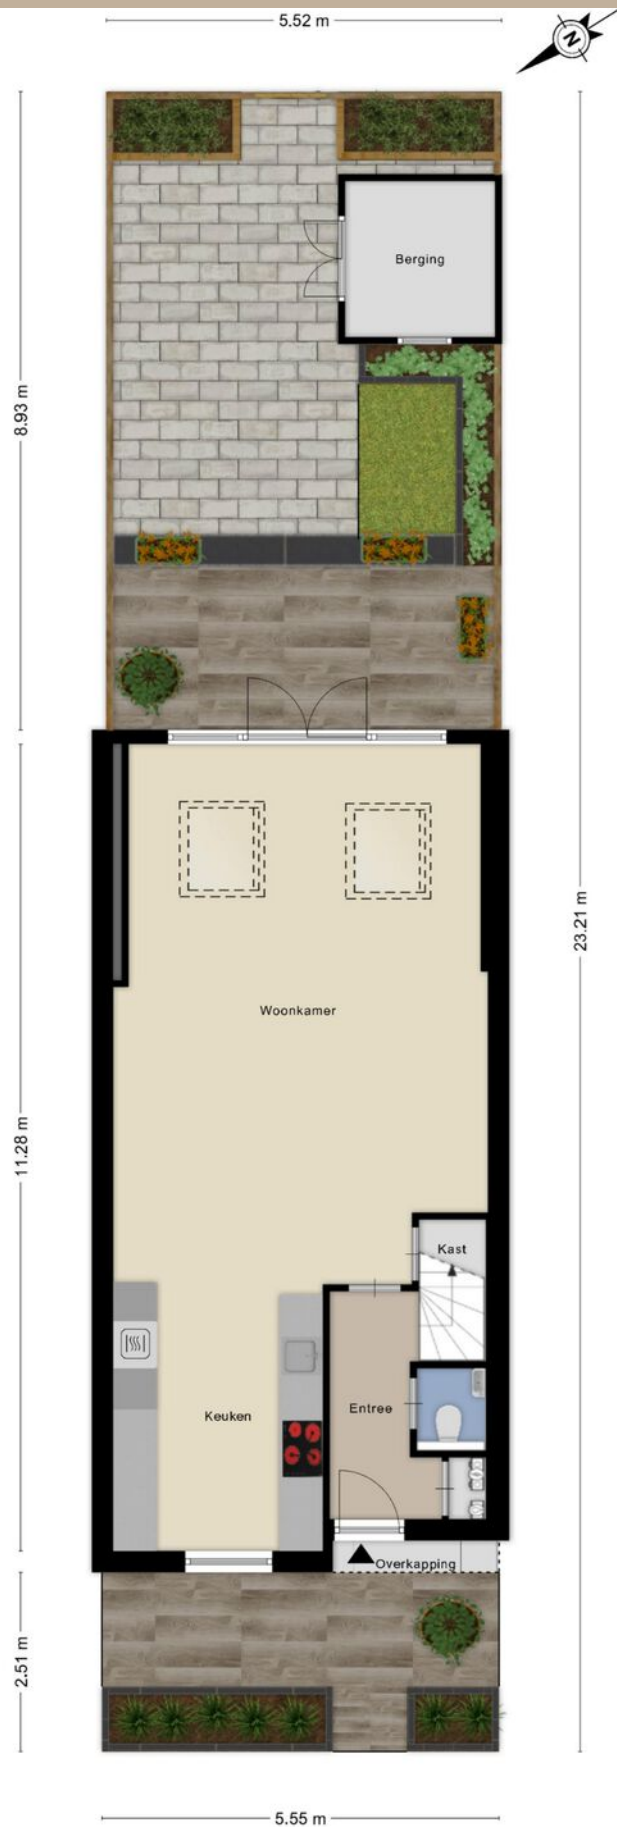 5.52 m
N
Berging
8.93 m
23.21 m
Woonkamer
11.28 m
Kast
Keuken
Entree
Overkapping
2.51 m
5.55 m